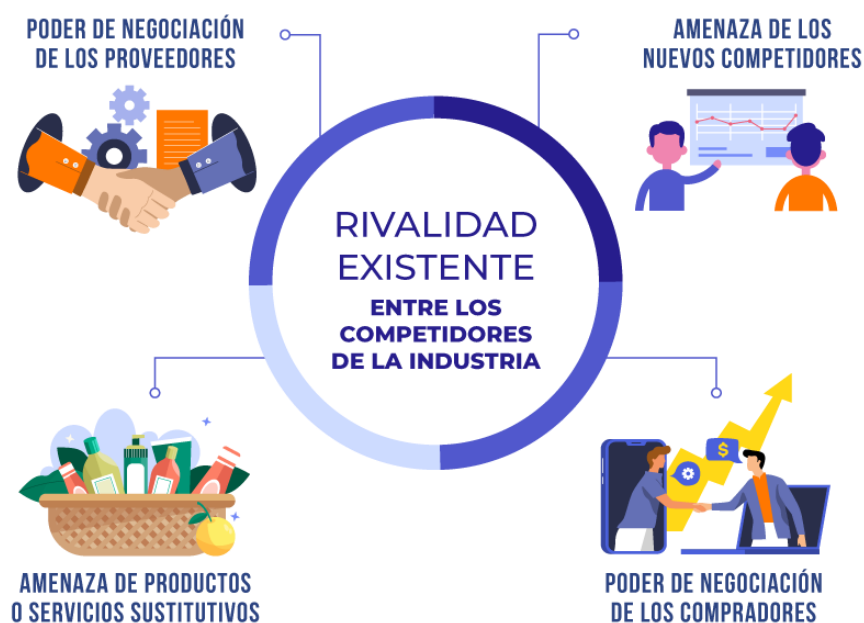 PODER DE NEGOCIACIÓN
DE LOS PROVEEDORES
AMENAZA DE LOS
NUEVOS COMPETIDORES
RIVALIDAD
EXISTENTE
ENTRE LOS
COMPETIDORES
DE LA INDUSTRIA
$
AMENAZA DE PRODUCTOS
O SERVICIOS SUSTITUTIVOS
PODER DE NEGOCIACIÓN
DE LOS COMPRADORES